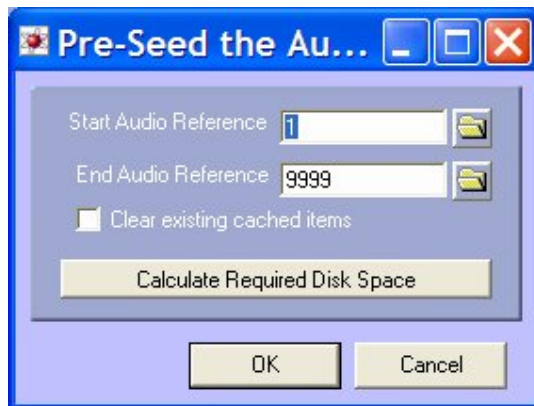 Pre-Seed the Au...
Start Audio Reference 1
End Audio Reference 9999
Clear existing cached items
Calculate Required Disk Space
OK Cancel